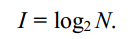 I = log₂ N.